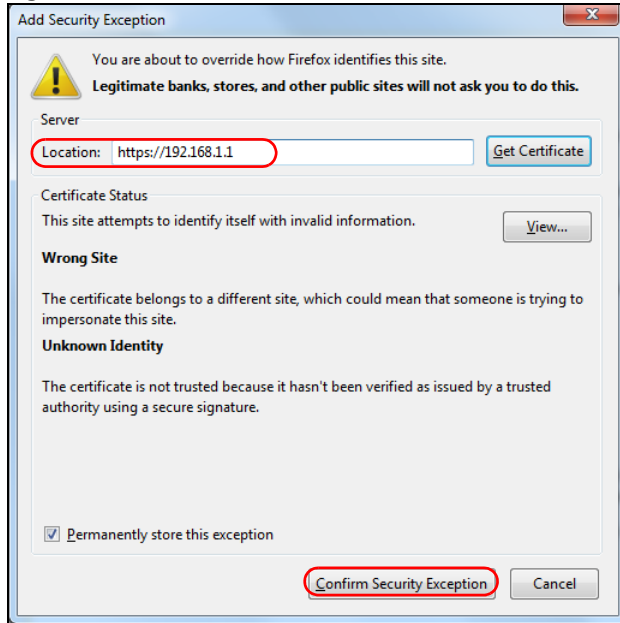 Add Security Exception
You are about to override how Firefox identifies this site.
Legitimate banks, stores, and other public sites will not ask you to do this.
Server
Location: https://192.168.1.1 Get Certificate
Certificate Status
This site attempts to identify itself with invalid information. View...
Wrong Site
The certificate belongs to a different site, which could mean that someone is trying to
impersonate this site.
Unknown Identity
The certificate is not trusted because it hasn't been verified as issued by a trusted
authority using a secure signature.
Permanently store this exception
Confirm Security Exception Cancel